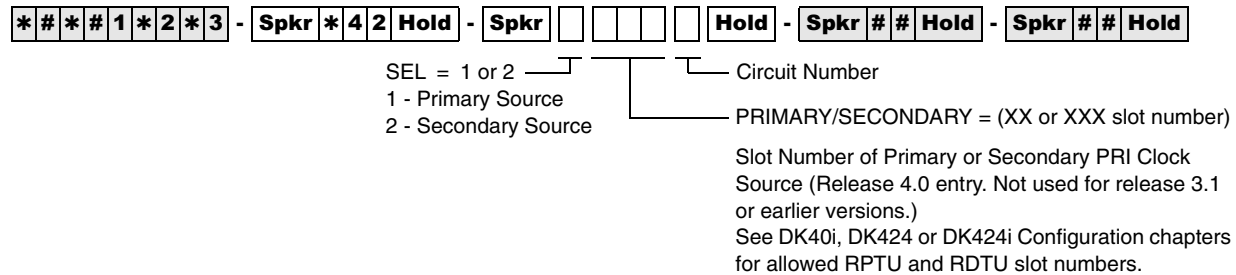 *#*#1*2*3 - Spkr *42 Hold - Spkr Hold - Spkr ## Hold - Spkr ## Hold
SEL = 1 or 2
1 - Primary Source
2 - Secondary Source
Circuit Number
PRIMARY/SECONDARY = (XX or XXX slot number)
Slot Number of Primary or Secondary PRI Clock
Source (Release 4.0 entry. Not used for release 3.1
or earlier versions.)
See DK40i, DK424 or DK424i Configuration chapters
for allowed RPTU and RDTU slot numbers.